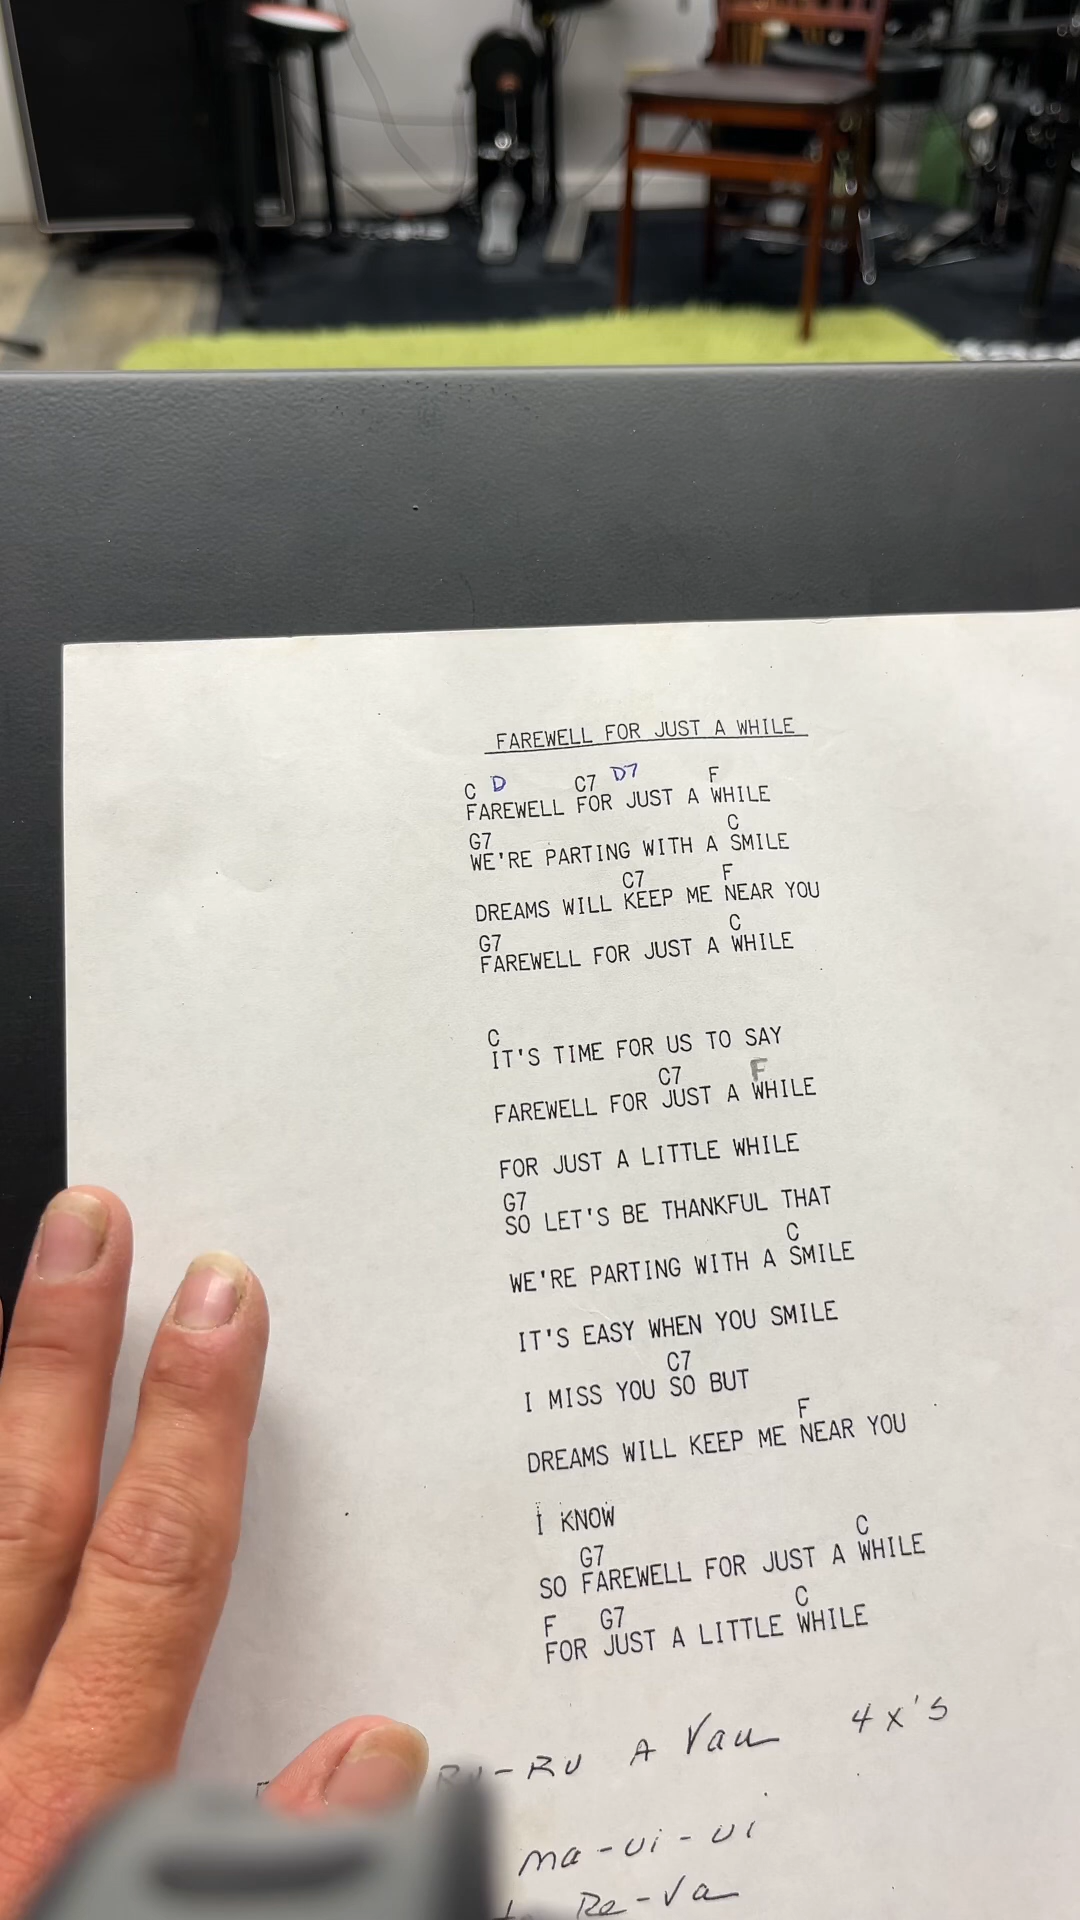 FAREWELL FOR JUST A WHILE
C D C7 D7 F
FAREWELL FOR JUST A WHILE
G7 C
WE'RE PARTING WITH A SMILE
C7 F
DREAMS WILL KEEP ME NEAR YOU
G7 C
FAREWELL FOR JUST A WHILE
C
IT'S TIME FOR US TO SAY
C7 F
FAREWELL FOR JUST A WHILE
FOR JUST A LITTLE WHILE
G7
SO LET'S BE THANKFUL THAT
C
WE'RE PARTING WITH A SMILE
IT'S EASY WHEN YOU SMILE
C7
I MISS YOU SO BUT
F
DREAMS WILL KEEP ME NEAR YOU
I KNOW
G7 C
SO FAREWELL FOR JUST A WHILE
F G7 C
FOR JUST A LITTLE WHILE
-RU A Vau 4x's
ma-ui-ui
Re-Va